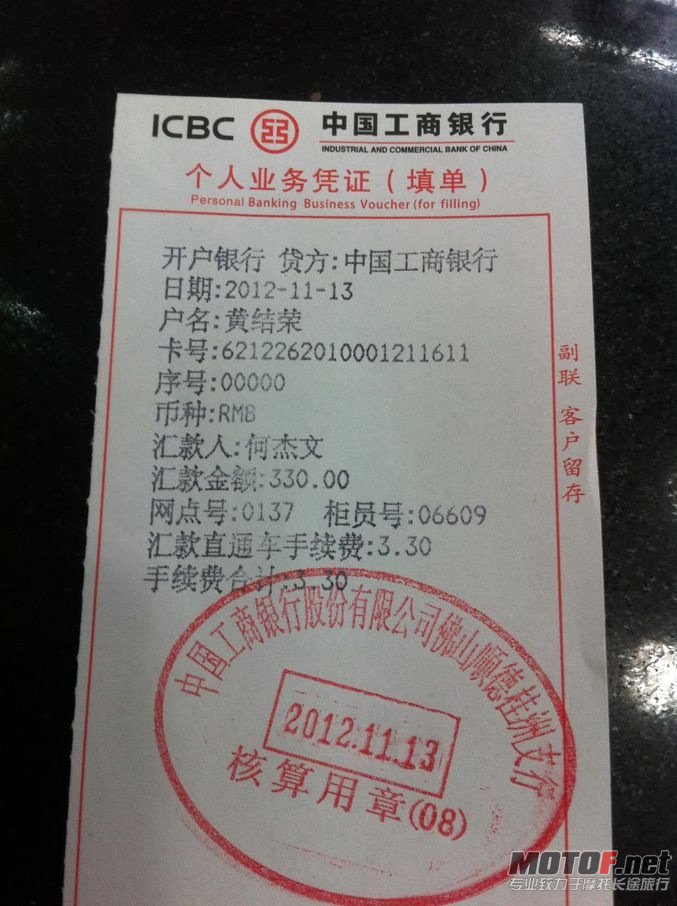 ICBC 中国工商银行
INDUSTRIAL AND COMMERCIAL BANK OF CHINA
个人业务凭证（填单）
Personal Banking Business Voucher (for filling)
开户银行 贷方:中国工商银行
日期:2012-11-13
户名:黄结荣
卡号:6212262010001211611
序号:00000
币种:RMB
汇款人:何杰文
汇款金额:330.00
网点号:0137 柜员号:06609
汇款直通车手续费:3.30
手续费合计:3.30
副联 客户留存
中国工商银行股份有限公司佛山顺德桂洲支行
2012.11.13
核算用章(08)
MOTOF.net
专业致力于摩托长途旅行